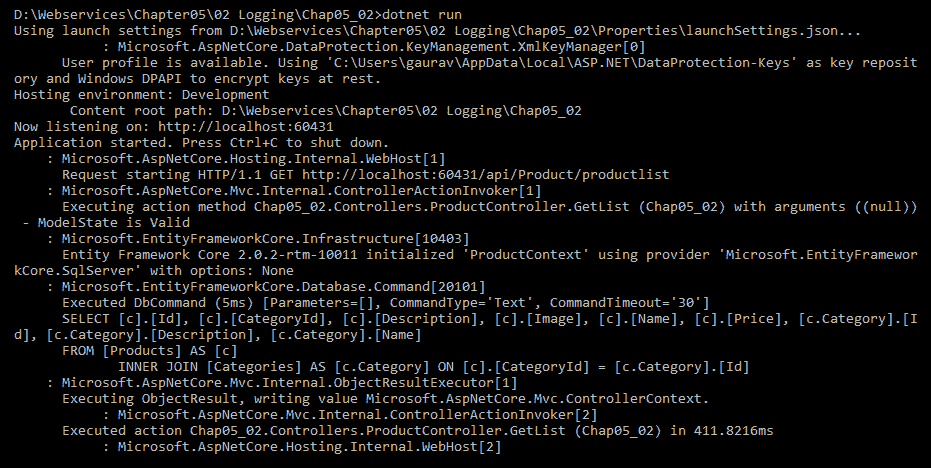 D:\Webservices\Chapter05\02 Logging\Chap05_02>dotnet run
Using launch settings from D:\Webservices\Chapter05\02 Logging\Chap05_02\Properties\launchSettings.json...
: Microsoft.AspNetCore.DataProtection.KeyManagement.XmlKeyManager[0]
User profile is available. Using 'C:\Users\gaurav\AppData\Local\ASP.NET\DataProtection-Keys' as key reposit
ory and Windows DPAPI to encrypt keys at rest.
Hosting environment: Development
Content root path: D:\Webservices\Chapter05\02 Logging\Chap05_02
Now listening on: http://localhost:60431
Application started. Press Ctrl+C to shut down.
: Microsoft.AspNetCore.Hosting.Internal.WebHost[1]
Request starting HTTP/1.1 GET http://localhost:60431/api/Product/productlist
: Microsoft.AspNetCore.Mvc.Internal.ControllerActionInvoker[1]
Executing action method Chap05_02.Controllers.ProductController.GetList (Chap05_02) with arguments ((null))
- ModelState is Valid
: Microsoft.EntityFrameworkCore.Infrastructure[10403]
Entity Framework Core 2.0.2-rtm-10011 initialized 'ProductContext' using provider 'Microsoft.EntityFramewor
kCore.SqlServer' with options: None
: Microsoft.EntityFrameworkCore.Database.Command[20101]
Executed DbCommand (5ms) [Parameters=[], CommandType='Text', CommandTimeout='30']
SELECT [c].[Id], [c].[CategoryId], [c].[Description], [c].[Image], [c].[Name], [c].[Price], [c.Category].[I
d], [c.Category].[Description], [c.Category].[Name]
FROM [Products] AS [c]
INNER JOIN [Categories] AS [c.Category] ON [c].[CategoryId] = [c.Category].[Id]
: Microsoft.AspNetCore.Mvc.Internal.ObjectResultExecutor[1]
Executing ObjectResult, writing value Microsoft.AspNetCore.Mvc.ControllerContext.
: Microsoft.AspNetCore.Mvc.Internal.ControllerActionInvoker[2]
Executed action Chap05_02.Controllers.ProductController.GetList (Chap05_02) in 411.8216ms
: Microsoft.AspNetCore.Hosting.Internal.WebHost[2]